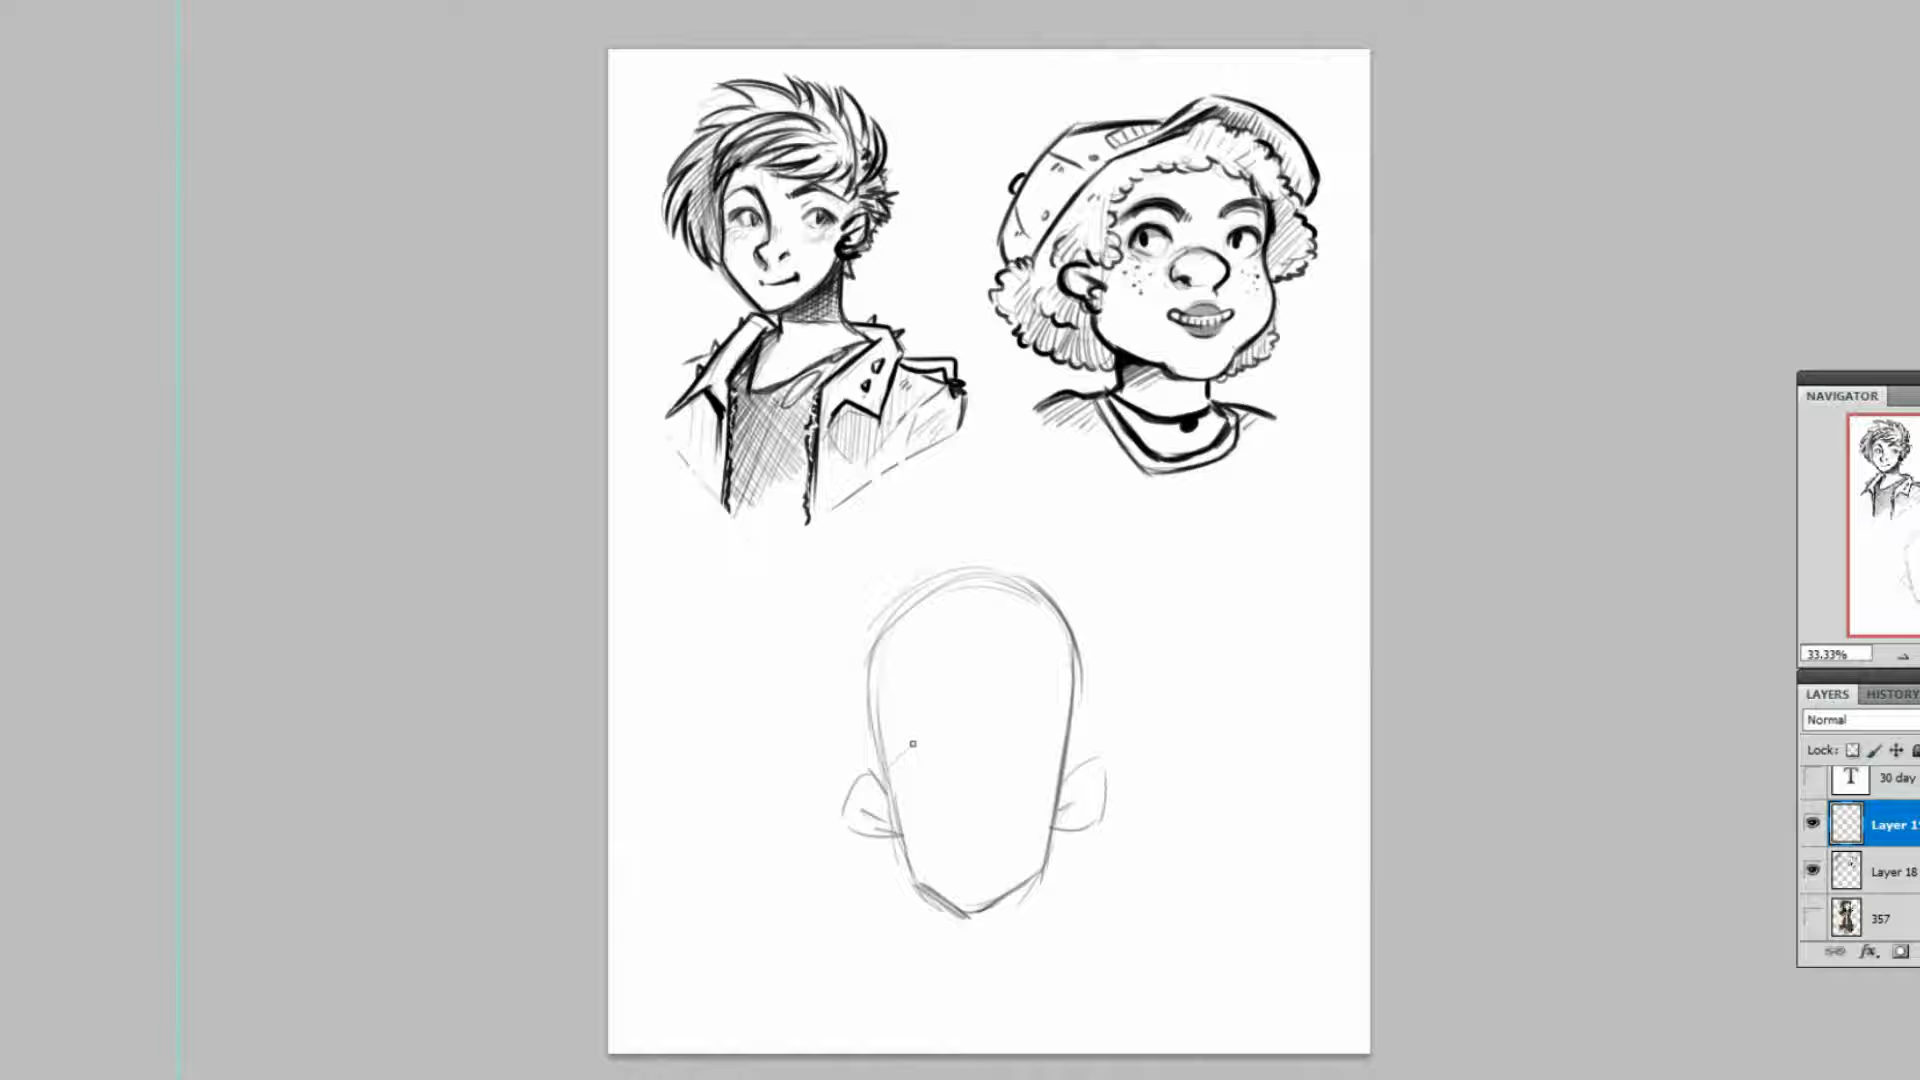 NAVIGATOR
33.33%
LAYERS HISTORY
Normal
Lock:
T 30 day
Layer 1
Layer 18
357
fx.